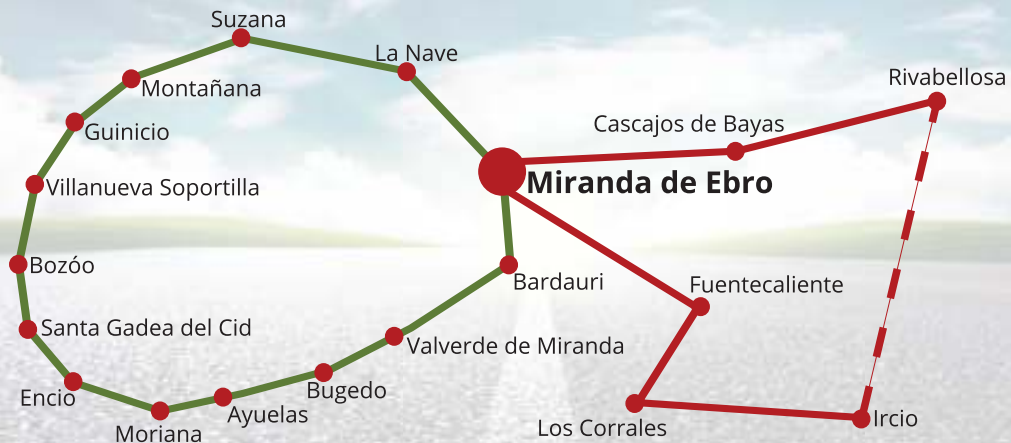 Suzana
La Nave
Rivabellosa
Montañana
Cascajos de Bayas
Guinicio
Miranda de Ebro
Villanueva Soportilla
Bozóo
Bardauri
Fuentecaliente
Santa Gadea del Cid
Valverde de Miranda
Bugedo
Encio
Ayuelas
Ircio
Los Corrales
Moriana